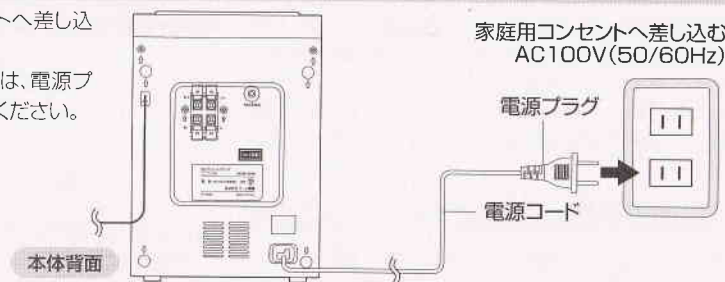 トへ差し込
は、電源プ
ください。
家庭用コンセントへ差し込む
AC100V(50/60Hz)
電源プラグ
電源コード
本体背面